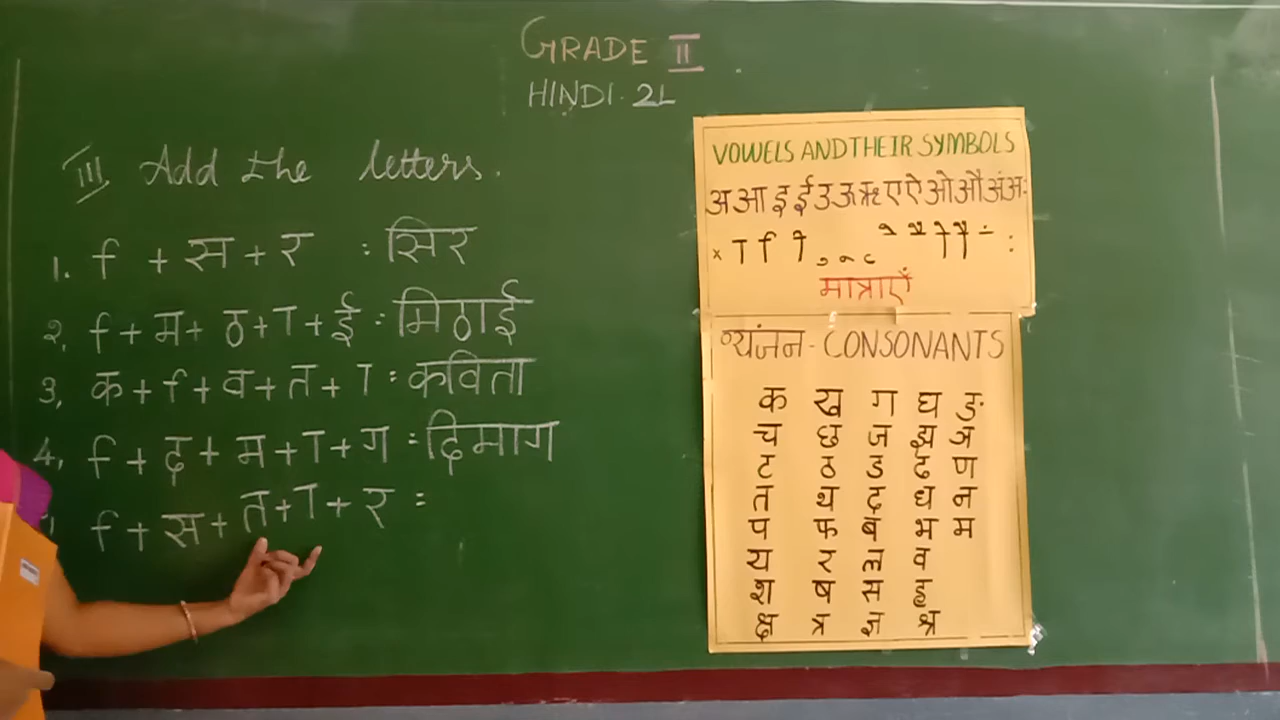 GRADE II
HINDI 2L
III, Add the letters.
1. ि + स + र : सिर
2, ि + म + ठ + ा + ई : मिठाई
3, क + ि + व + त + ा : कविता
4, ि + द + म + ा + ग : दिमाग
ि + स + त + ा + र =
VOWELS AND THEIR SYMBOLS
अ आ इ ई उ ऊ ऋ ए ऐ ओ औ अं अः
x ा ि ी ु ू ृ े ै ो ौ ं :
मात्राएँ
व्यंजन - CONSONANTS
क ख ग घ ङ
च छ ज झ ञ
ट ठ ड ढ ण
त थ द ध न
प फ ब भ म
य र ल व
श ष स ह
क्ष त्र ज्ञ श्र